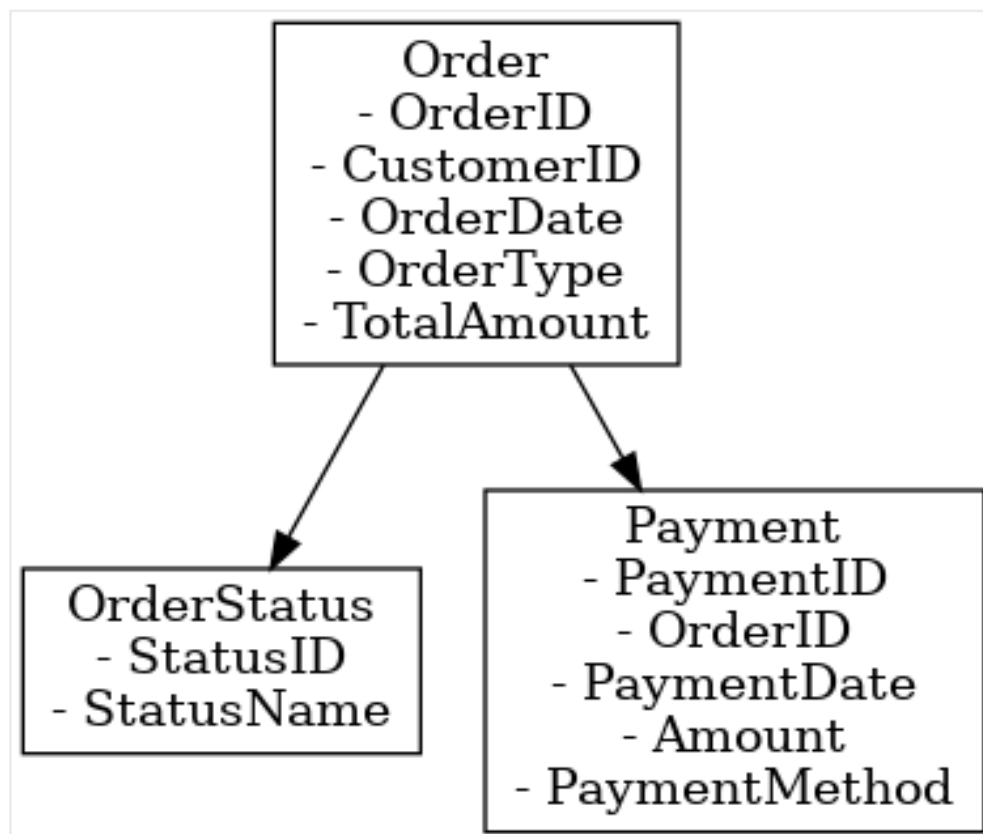 Order
- OrderID
- CustomerID
- OrderDate
- OrderType
- TotalAmount
OrderStatus
- StatusID
- StatusName
Payment
- PaymentID
- OrderID
- PaymentDate
- Amount
- PaymentMethod